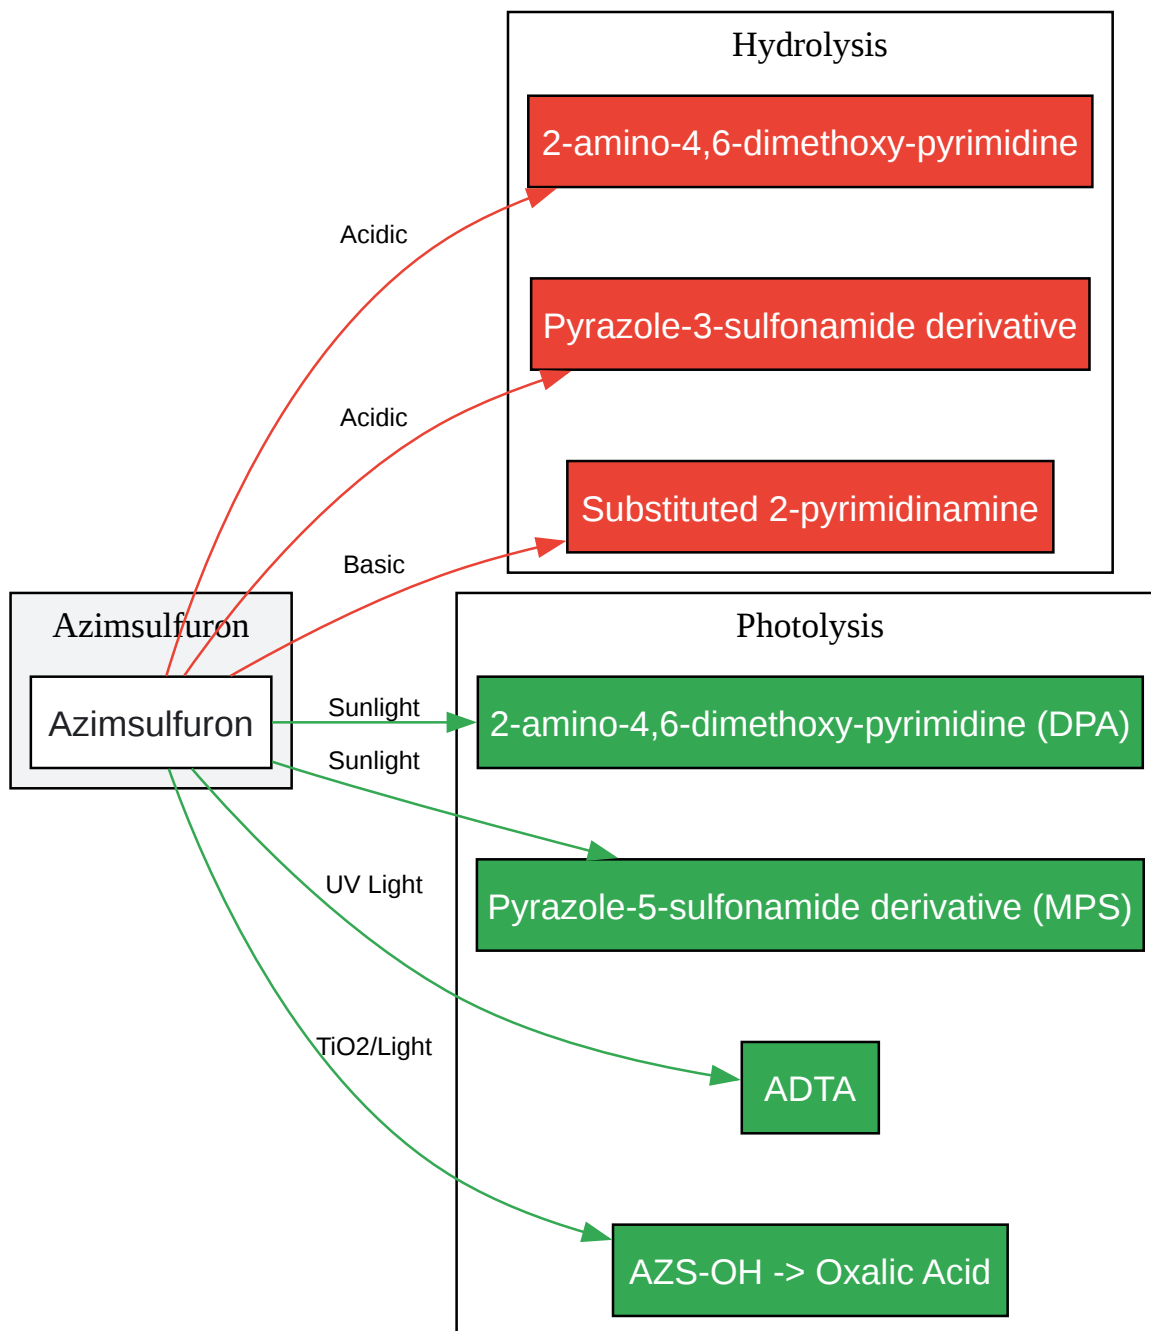 Hydrolysis
2-amino-4,6-dimethoxy-pyrimidine
Acidic
Pyrazole-3-sulfonamide derivative
Acidic
Substituted 2-pyrimidinamine
Basic
Azimsulfuron
Photolysis
Azimsulfuron
Sunlight
2-amino-4,6-dimethoxy-pyrimidine (DPA)
Sunlight
UV Light
Pyrazole-5-sulfonamide derivative (MPS)
TiO2/Light
ADTA
AZS-OH -> Oxalic Acid